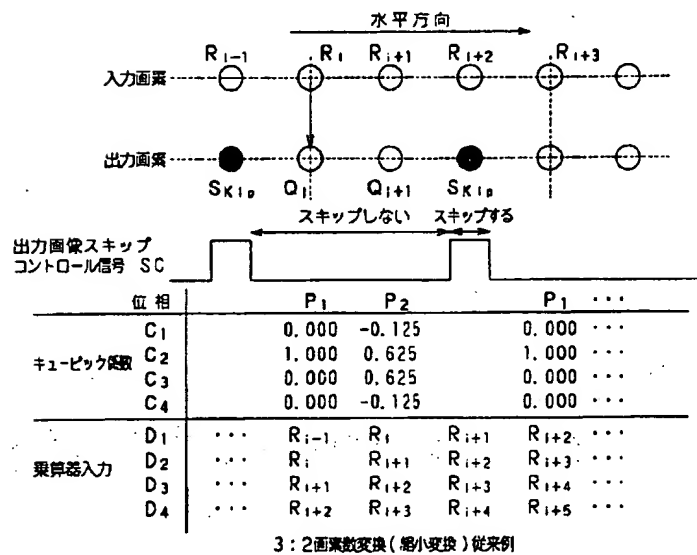 水平方向
R i-1 R i R i+1 R i+2 R i+3
入力画素
出力画素
SKip Q i Q i+1 SKip
スキップしない スキップする
出力画像スキップ
コントロール信号 SC
位相 P1 P2 P1 ···
キュービック係数
C1 0.000 -0.125 0.000 ···
C2 1.000 0.625 1.000 ···
C3 0.000 0.625 0.000 ···
C4 0.000 -0.125 0.000 ···
乗算器入力
D1 ··· R i-1 R i R i+1 R i+2 ···
D2 ··· R i R i+1 R i+2 R i+3 ···
D3 ··· R i+1 R i+2 R i+3 R i+4 ···
D4 ··· R i+2 R i+3 R i+4 R i+5 ···
3:2画素数変換(縮小変換)従来例